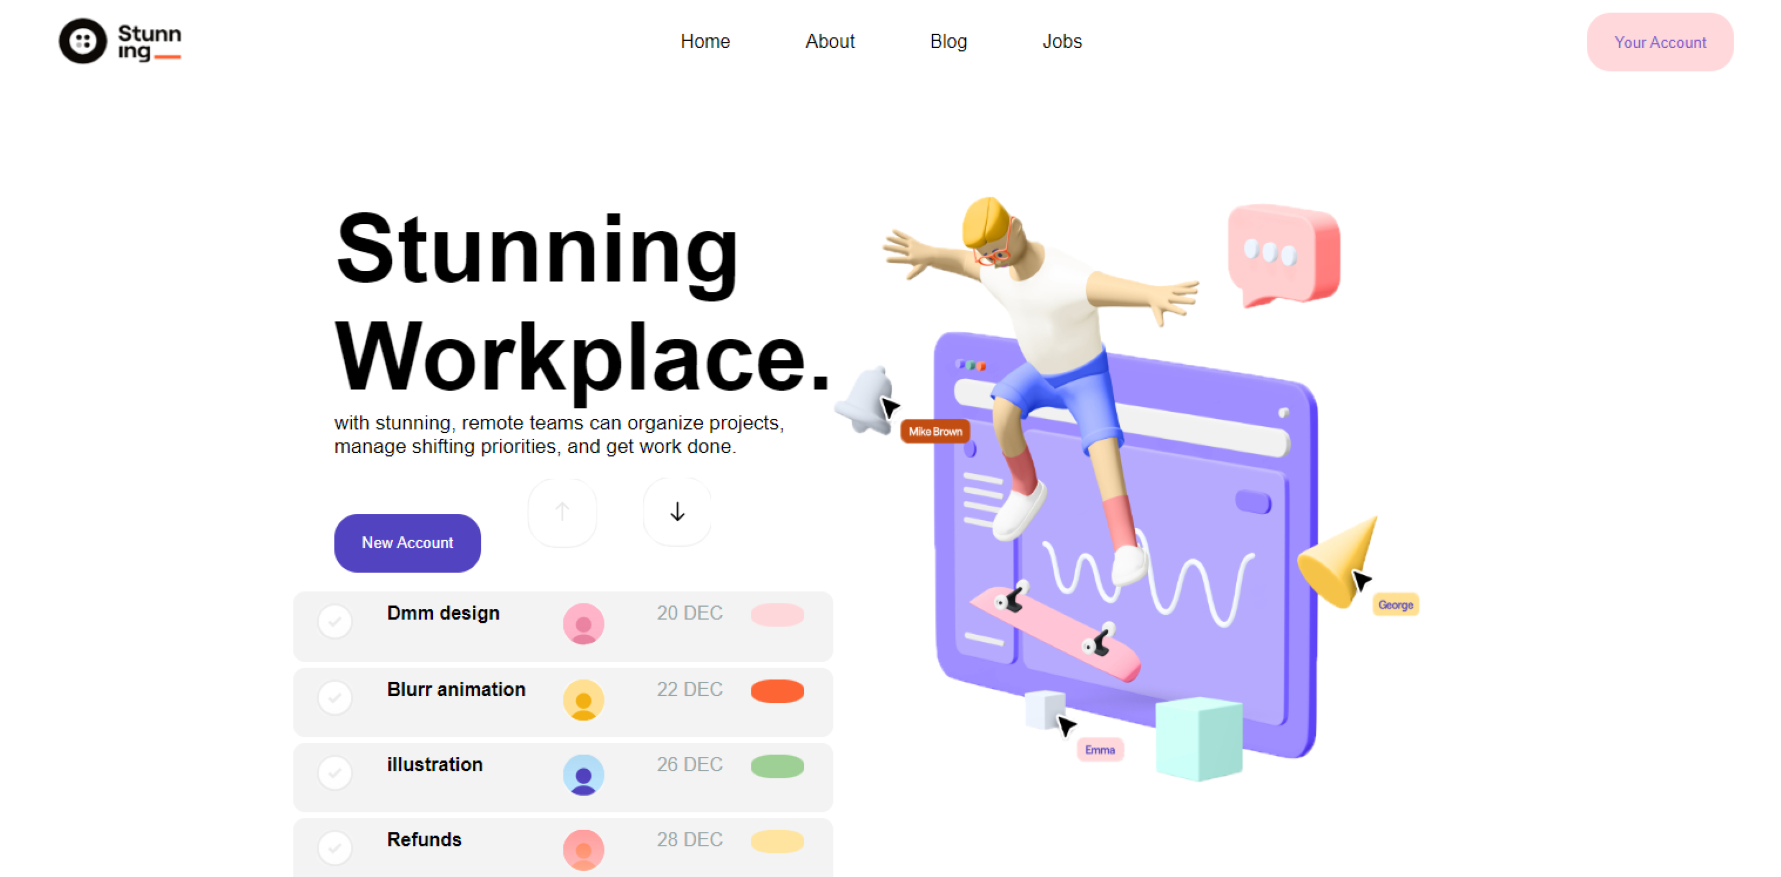 Stunn
ing
Home
About
Blog
Jobs
Your Account
Stunning
Workplace.
with stunning, remote teams can organize projects,
manage shifting priorities, and get work done.
New Account
Dmm design
20 DEC
Blurr animation
22 DEC
illustration
26 DEC
Refunds
28 DEC
Mike Brown
George
Emma